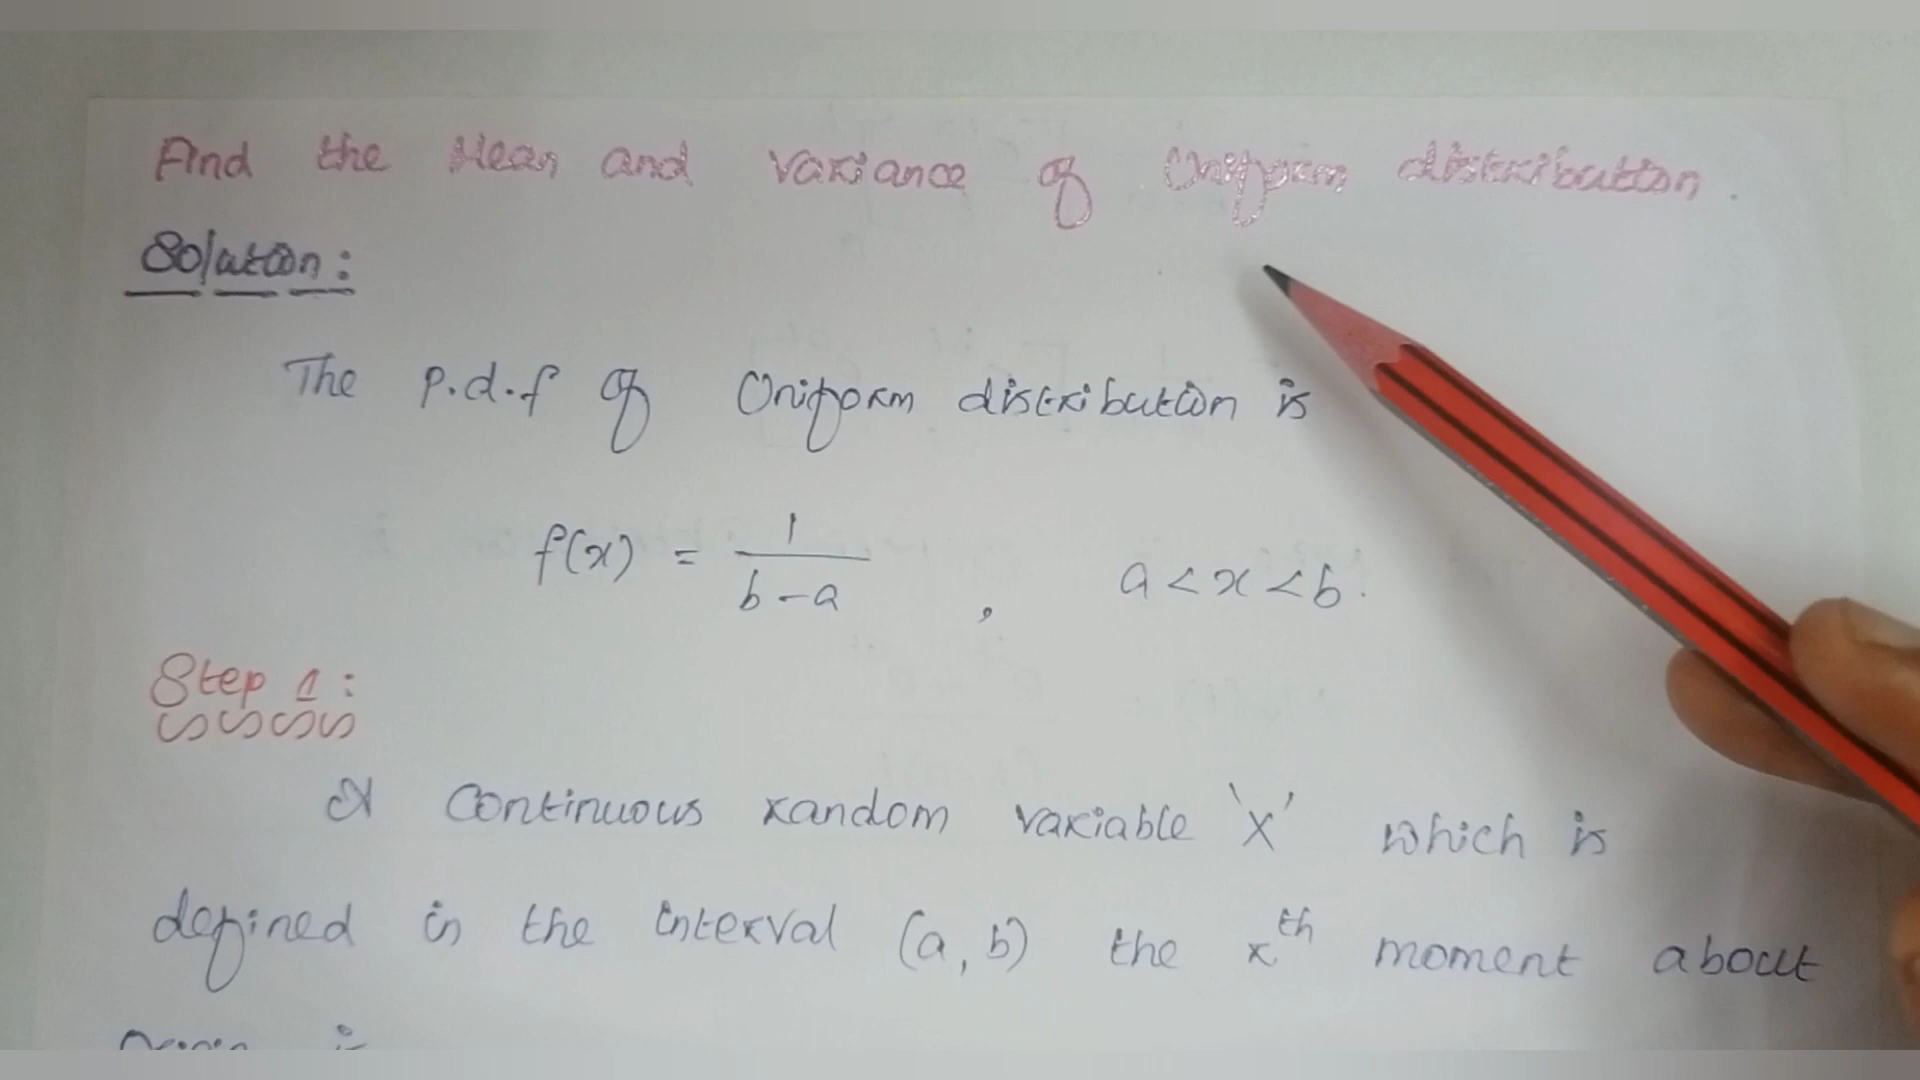 Find the Mean and Variance of Uniform distribution.
Solution:
The p.d.f of Uniform distribution is
f(x) = 1/(b-a) , a<x<b.
Step 1:
A Continuous random variable 'X' which is
defined in the interval (a, b) the rth moment about